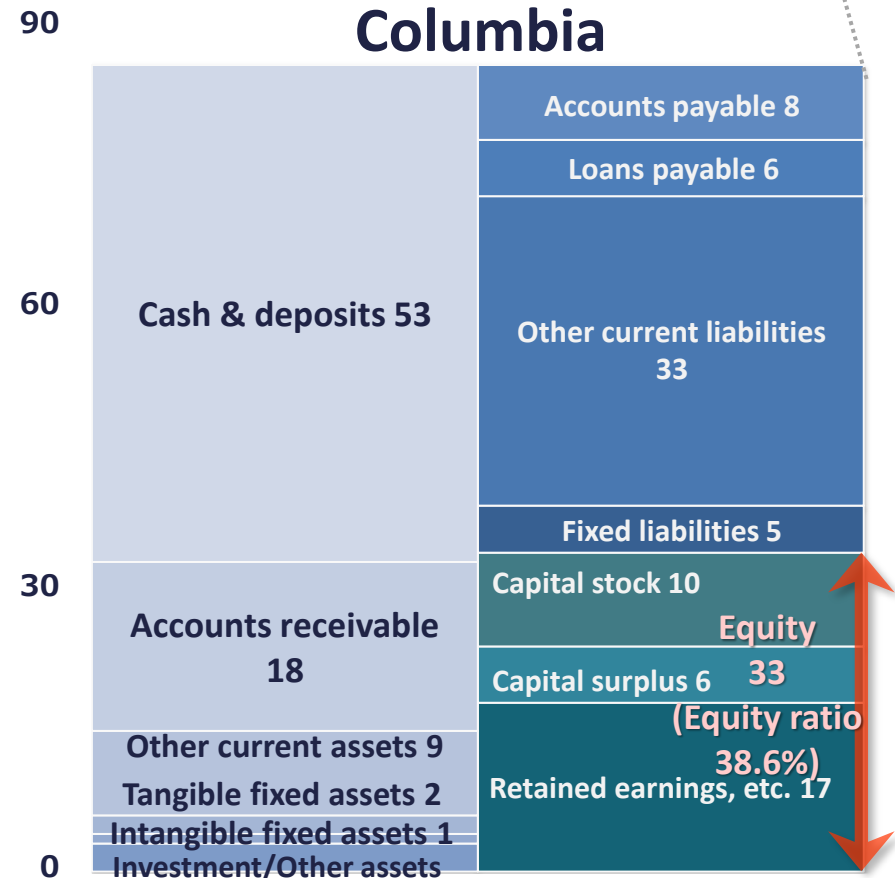 Columbia
90
60
30
0
Cash & deposits 53
Accounts receivable
18
Other current assets 9
Tangible fixed assets 2
Intangible fixed assets 1
Investment/Other assets
Accounts payable 8
Loans payable 6
Other current liabilities
33
Fixed liabilities 5
Capital stock 10
Capital surplus 6
Retained earnings, etc. 17
Equity
33
(Equity ratio
38.6%)